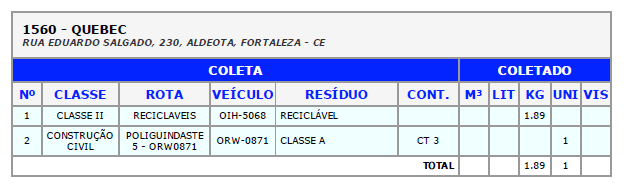 1560 - QUEBEC
RUA EDUARDO SALGADO, 230, ALDEOTA, FORTALEZA - CE
COLETA COLETADO
Nº CLASSE ROTA VEÍCULO RESÍDUO CONT. M³ LIT KG UNI VIS
1 CLASSE II RECICLAVEIS OIH-5068 RECICLÁVEL 1.89
2 CONSTRUÇÃO CIVIL POLIGUINDASTE 5 - ORW0871 ORW-0871 CLASSE A CT 3 1
TOTAL 1.89 1